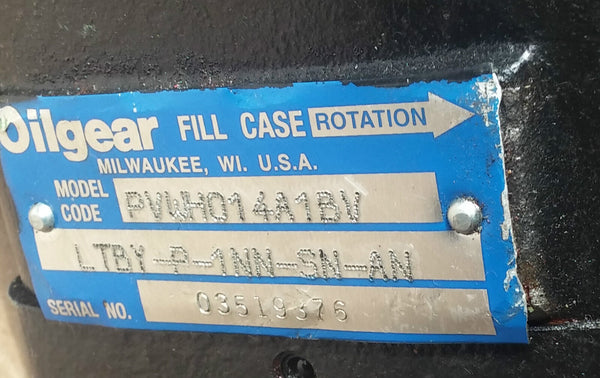 Oilgear FILL CASE ROTATION
MILWAUKEE, WI. U.S.A.
MODEL CODE PVWH014A1BV
LTBY-P-1NN-SN-AN
SERIAL NO. 03519376